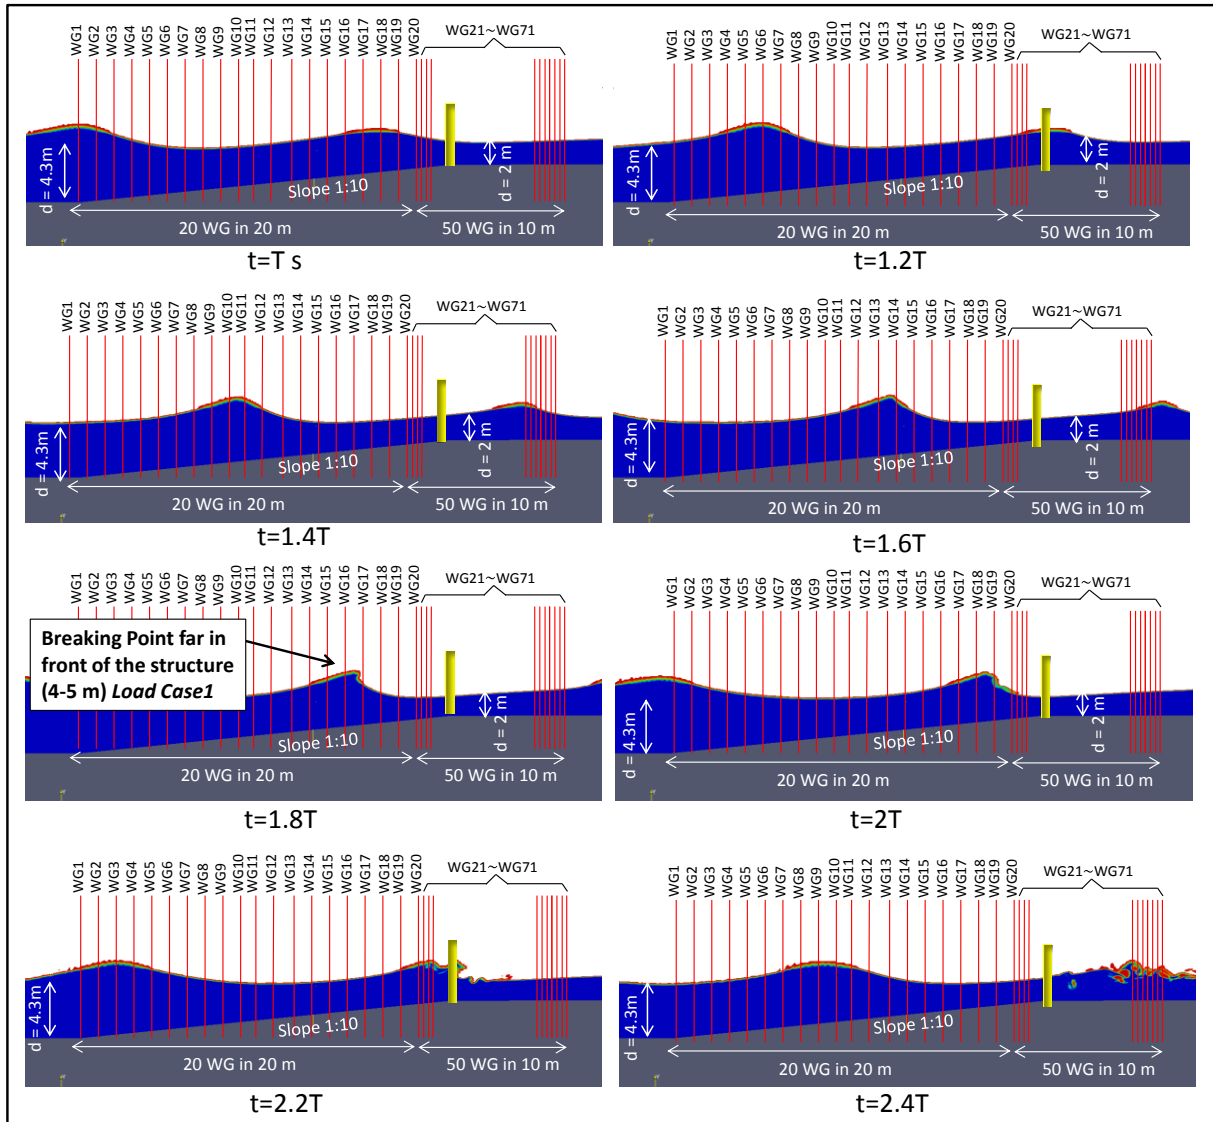 WG1 WG2 WG3 WG4 WG5 WG6 WG7 WG8 WG9 WG10 WG11 WG12 WG13 WG14 WG15 WG16 WG17 WG18 WG19 WG20
WG21~WG71
d = 4.3m
Slope 1:10
d = 2 m
20 WG in 20 m
50 WG in 10 m
t=T s
WG1 WG2 WG3 WG4 WG5 WG6 WG7 WG8 WG9 WG10 WG11 WG12 WG13 WG14 WG15 WG16 WG17 WG18 WG19 WG20
WG21~WG71
d = 4.3m
Slope 1:10
d = 2 m
20 WG in 20 m
50 WG in 10 m
t=1.2T
WG1 WG2 WG3 WG4 WG5 WG6 WG7 WG8 WG9 WG10 WG11 WG12 WG13 WG14 WG15 WG16 WG17 WG18 WG19 WG20
WG21~WG71
d = 4.3m
Slope 1:10
d = 2 m
20 WG in 20 m
50 WG in 10 m
t=1.4T
WG1 WG2 WG3 WG4 WG5 WG6 WG7 WG8 WG9 WG10 WG11 WG12 WG13 WG14 WG15 WG16 WG17 WG18 WG19 WG20
WG21~WG71
d = 4.3m
Slope 1:10
d = 2 m
20 WG in 20 m
50 WG in 10 m
t=1.6T
WG1 WG2 WG3 WG4 WG5 WG6 WG7 WG8 WG9 WG10 WG11 WG12 WG13 WG14 WG15 WG16 WG17 WG18 WG19 WG20
WG21~WG71
Breaking Point far in
front of the structure
(4-5 m) Load Case1
Slope 1:10
d = 2 m
20 WG in 20 m
50 WG in 10 m
t=1.8T
WG1 WG2 WG3 WG4 WG5 WG6 WG7 WG8 WG9 WG10 WG11 WG12 WG13 WG14 WG15 WG16 WG17 WG18 WG19 WG20
WG21~WG71
d = 4.3m
Slope 1:10
d = 2 m
20 WG in 20 m
50 WG in 10 m
t=2T
WG1 WG2 WG3 WG4 WG5 WG6 WG7 WG8 WG9 WG10 WG11 WG12 WG13 WG14 WG15 WG16 WG17 WG18 WG19 WG20
WG21~WG71
d = 4.3m
Slope 1:10
20 WG in 20 m
50 WG in 10 m
t=2.2T
WG1 WG2 WG3 WG4 WG5 WG6 WG7 WG8 WG9 WG10 WG11 WG12 WG13 WG14 WG15 WG16 WG17 WG18 WG19 WG20
WG21~WG71
d = 4.3m
Slope 1:10
20 WG in 20 m
50 WG in 10 m
t=2.4T